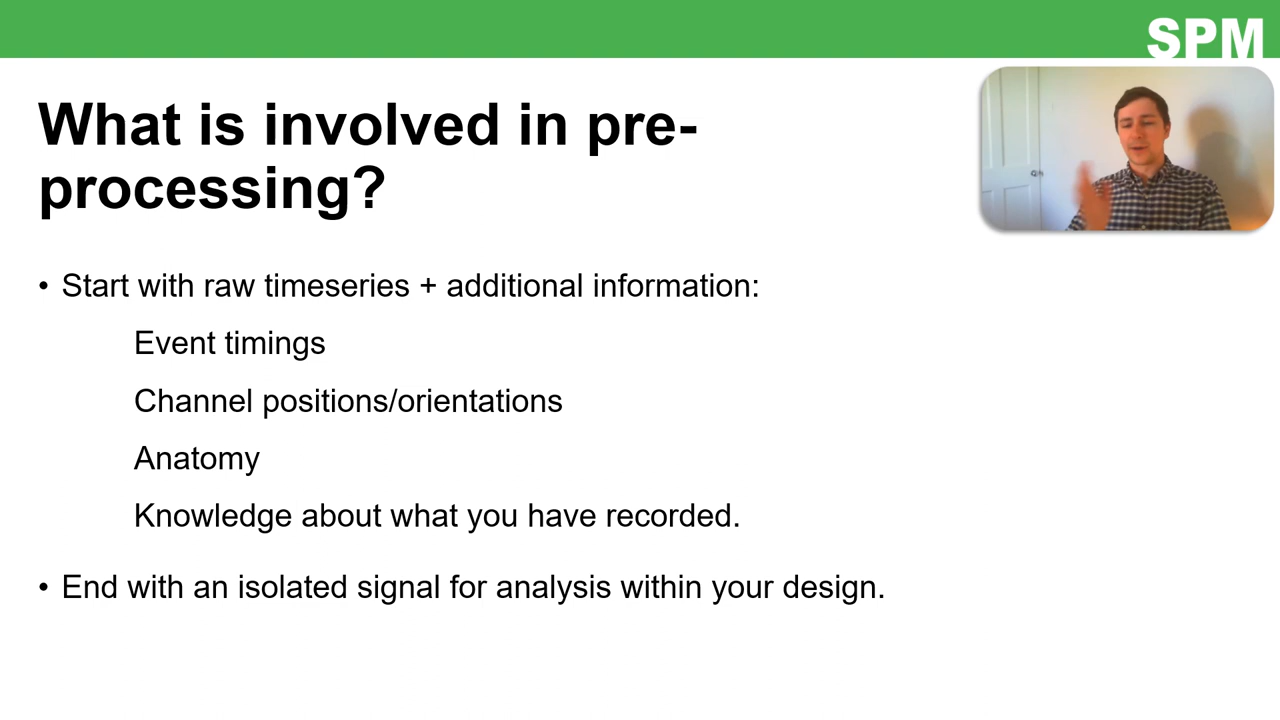 SPM
What is involved in pre-
processing?
• Start with raw timeseries + additional information:
Event timings
Channel positions/orientations
Anatomy
Knowledge about what you have recorded.
• End with an isolated signal for analysis within your design.